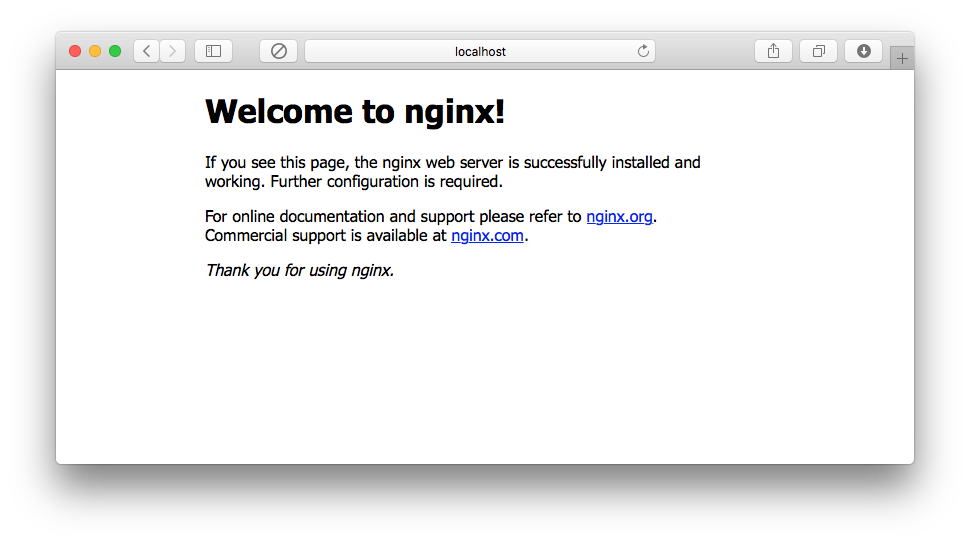 localhost
Welcome to nginx!
If you see this page, the nginx web server is successfully installed and
working. Further configuration is required.
For online documentation and support please refer to nginx.org.
Commercial support is available at nginx.com.
Thank you for using nginx.